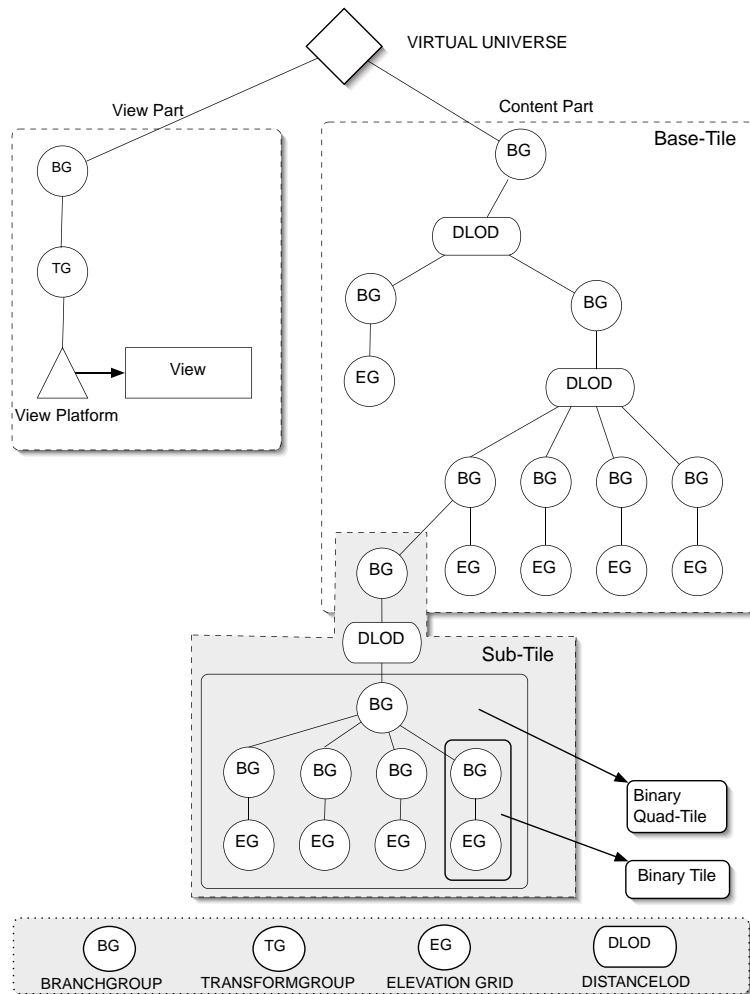 VIRTUAL UNIVERSE
View Part
Content Part
Base-Tile
BG
BG
DLOD
TG
BG
BG
View
EG
DLOD
View Platform
BG
BG
BG
BG
BG
EG
EG
EG
EG
DLOD
Sub-Tile
BG
BG
BG
BG
BG
Binary
Quad-Tile
EG
EG
EG
EG
Binary Tile
BG
TG
EG
DLOD
BRANCHGROUP
TRANSFORMGROUP
ELEVATION GRID
DISTANCELOD